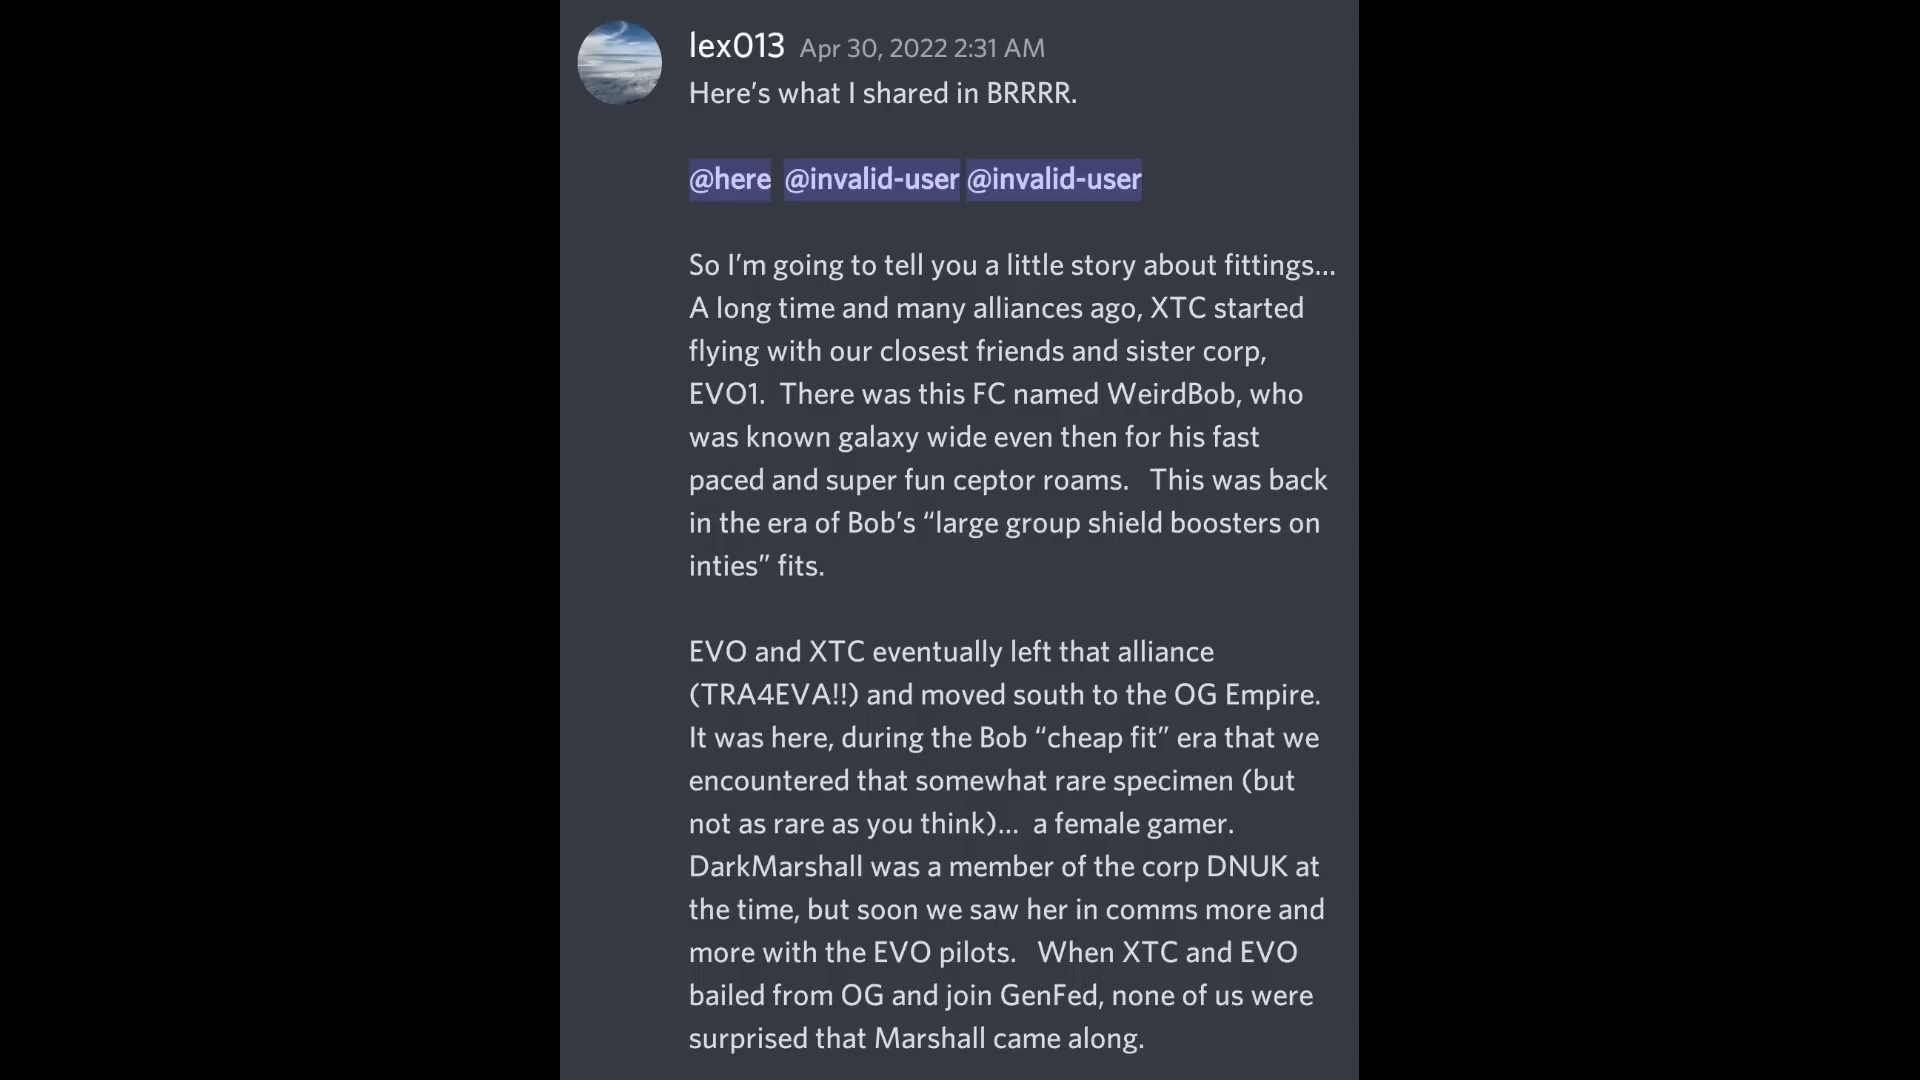 lex013 Apr 30, 2022 2:31 AM
Here's what I shared in BRRRR.
@here @invalid-user @invalid-user
So I'm going to tell you a little story about fittings...
A long time and many alliances ago, XTC started
flying with our closest friends and sister corp,
EVO1.  There was this FC named WeirdBob, who
was known galaxy wide even then for his fast
paced and super fun ceptor roams.   This was back
in the era of Bob's “large group shield boosters on
inties” fits.
EVO and XTC eventually left that alliance
(TRA4EVA!!) and moved south to the OG Empire.
It was here, during the Bob “cheap fit” era that we
encountered that somewhat rare specimen (but
not as rare as you think)...  a female gamer.
DarkMarshall was a member of the corp DNUK at
the time, but soon we saw her in comms more and
more with the EVO pilots.   When XTC and EVO
bailed from OG and join GenFed, none of us were
surprised that Marshall came along.